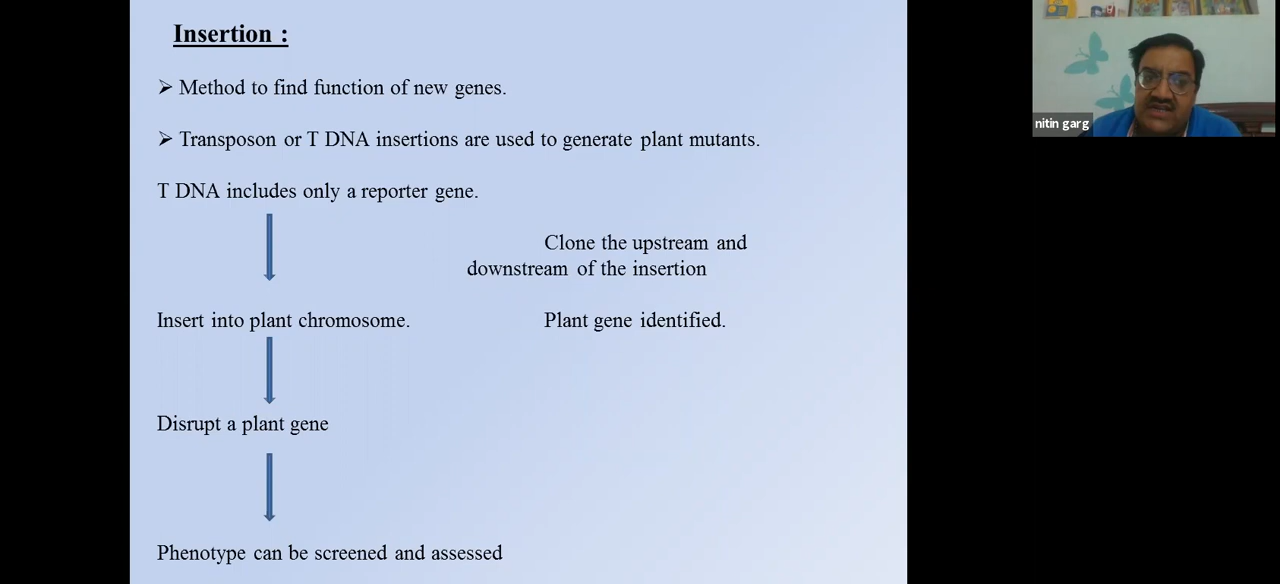 Insertion :
➢ Method to find function of new genes.
➢ Transposon or T DNA insertions are used to generate plant mutants.
T DNA includes only a reporter gene.
Clone the upstream and
downstream of the insertion
Insert into plant chromosome.
Plant gene identified.
Disrupt a plant gene
Phenotype can be screened and assessed
nitin garg